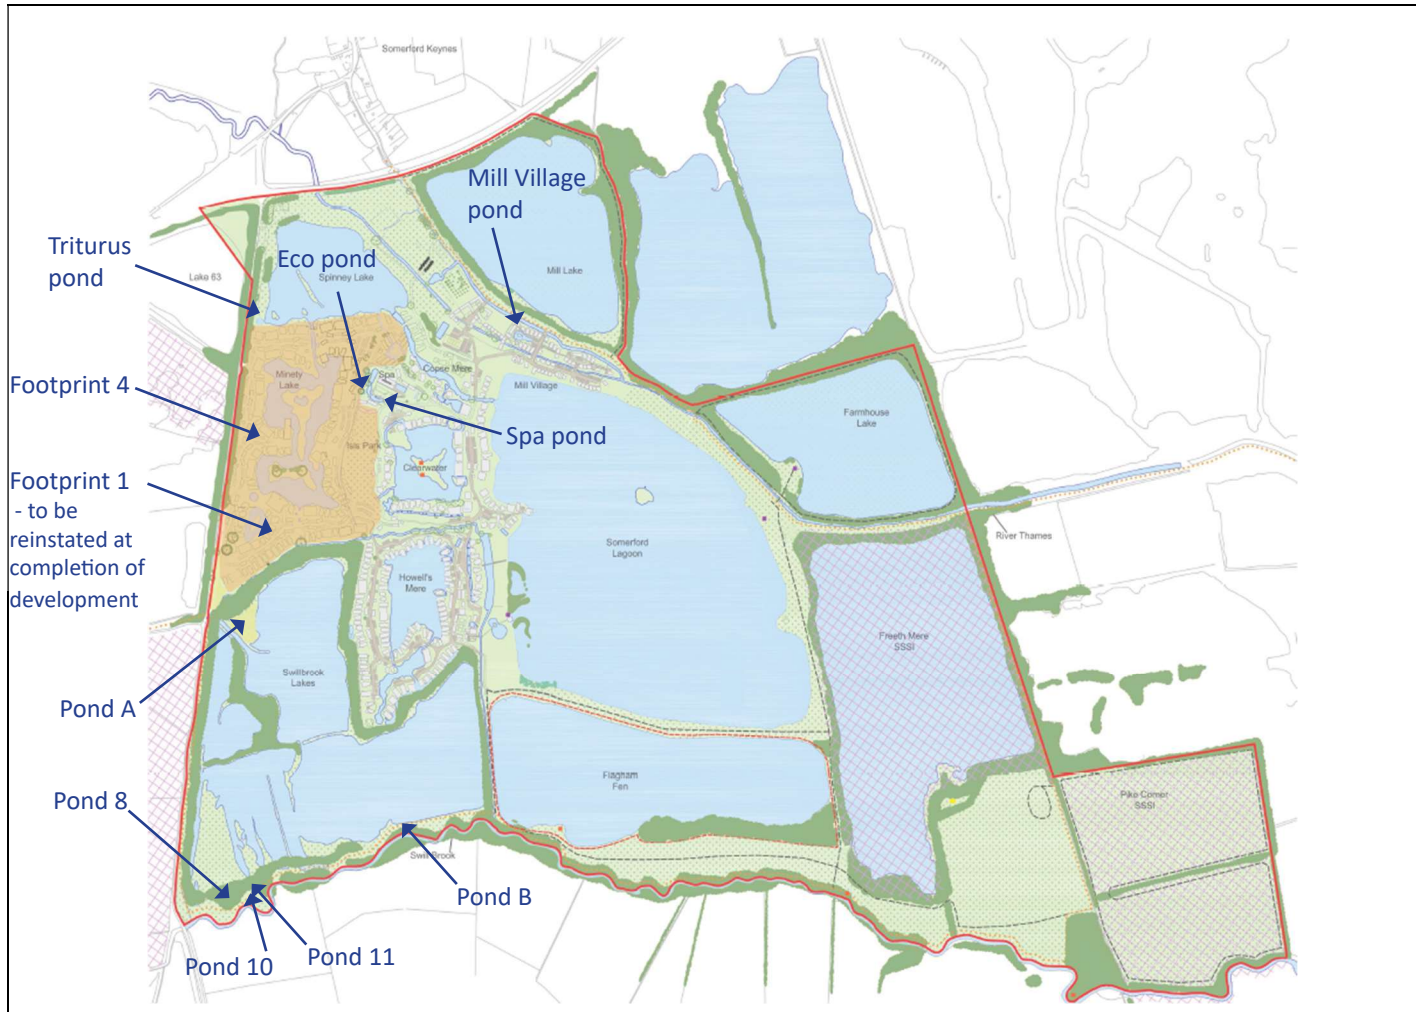 Somerford Keynes
Mill Village
pond
Triturus
pond
Eco pond
Lake 63
Spinney Lake
Mill Lake
Footprint 4
Minety
Lake
Spa
Copse Mere
Mill Village
Farmhouse
Lake
Isis Park
Spa pond
Clearwater
Footprint 1
- to be
reinstated at
completion of
development
River Thames
Somerford
Lagoon
Howell's
Mere
Freeth Mere
SSSI
Swillbrook
Lakes
Pond A
Flagham
Fen
Pike Corner
SSSI
Pond 8
Swill Brook
Pond B
Pond 11
Pond 10